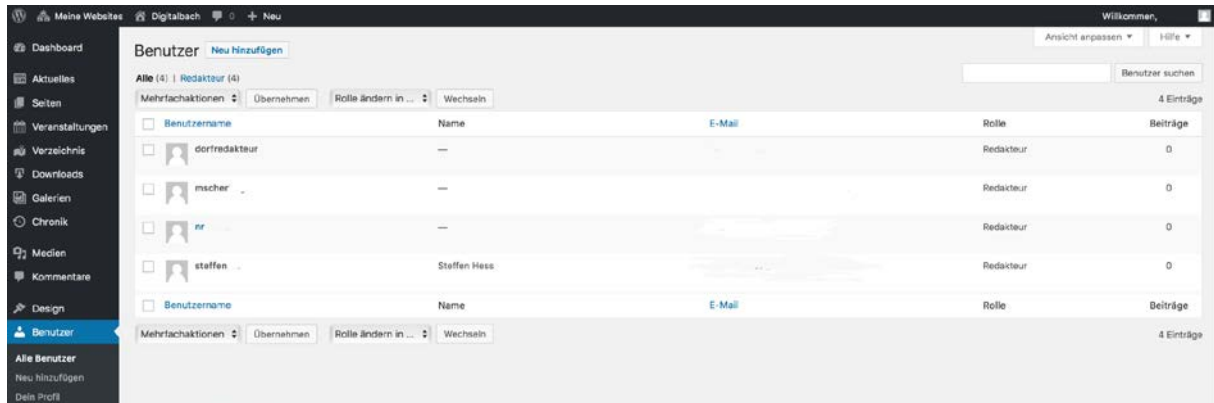 Meine Websites Digitalbach 0 + Neu Willkommen,
Dashboard
Aktuelles
Seiten
Veranstaltungen
Verzeichnis
Downloads
Galerien
Chronik
Medien
Kommentare
Design
Benutzer
Alle Benutzer
Neu hinzufügen
Dein Profil
Ansicht anpassen Hilfe
Benutzer Neu hinzufügen
Alle (4) | Redakteur (4) Benutzer suchen
Mehrfachaktionen Übernehmen Rolle ändern in ... Wechseln 4 Einträge
Benutzername Name E-Mail Rolle Beiträge
dorfredakteur — Redakteur 0
mscher — Redakteur 0
nr — Redakteur 0
steffen Steffen Hess Redakteur 0
Benutzername Name E-Mail Rolle Beiträge
Mehrfachaktionen Übernehmen Rolle ändern in ... Wechseln 4 Einträge